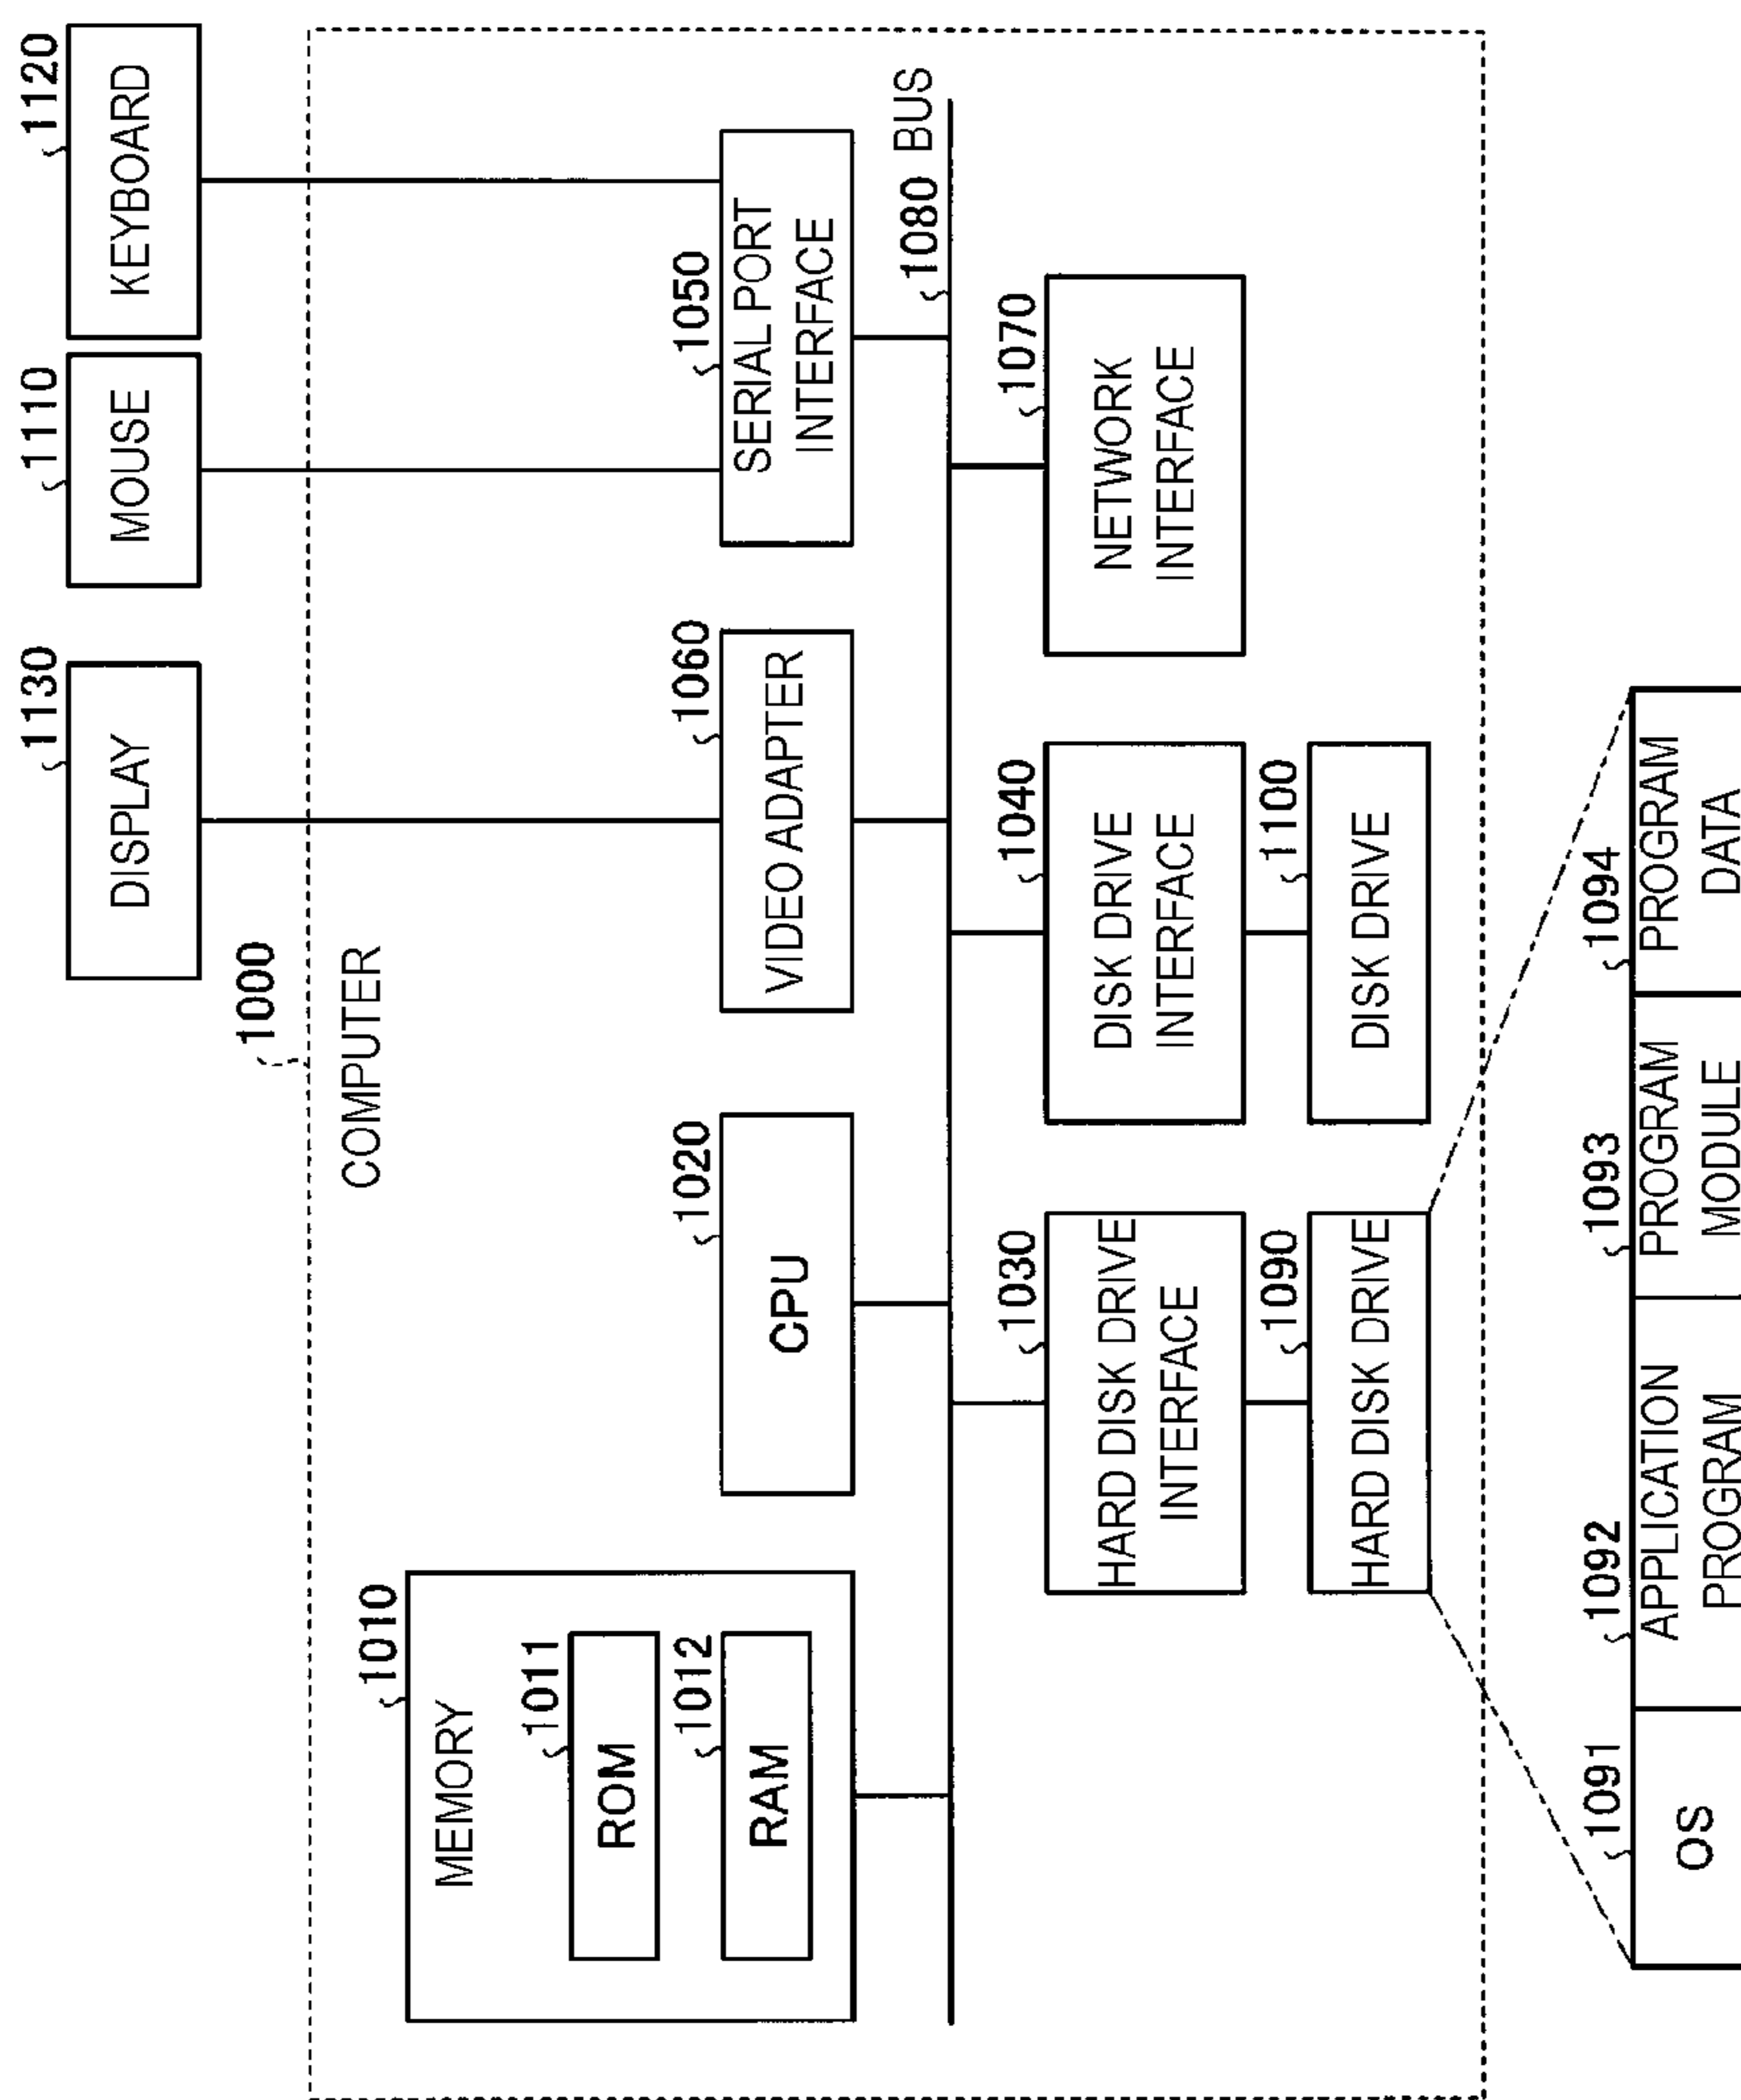 1130
DISPLAY
1110
MOUSE
1120
KEYBOARD
1000
COMPUTER
1010
MEMORY
1011
ROM
1012
RAM
1020
CPU
1060
VIDEO ADAPTER
1050
SERIAL PORT
INTERFACE
1080 BUS
1030
HARD DISK DRIVE
INTERFACE
1040
DISK DRIVE
INTERFACE
1070
NETWORK
INTERFACE
1090
HARD DISK DRIVE
1100
DISK DRIVE
1091
OS
1092
APPLICATION
PROGRAM
1093
PROGRAM
MODULE
1094
PROGRAM
DATA